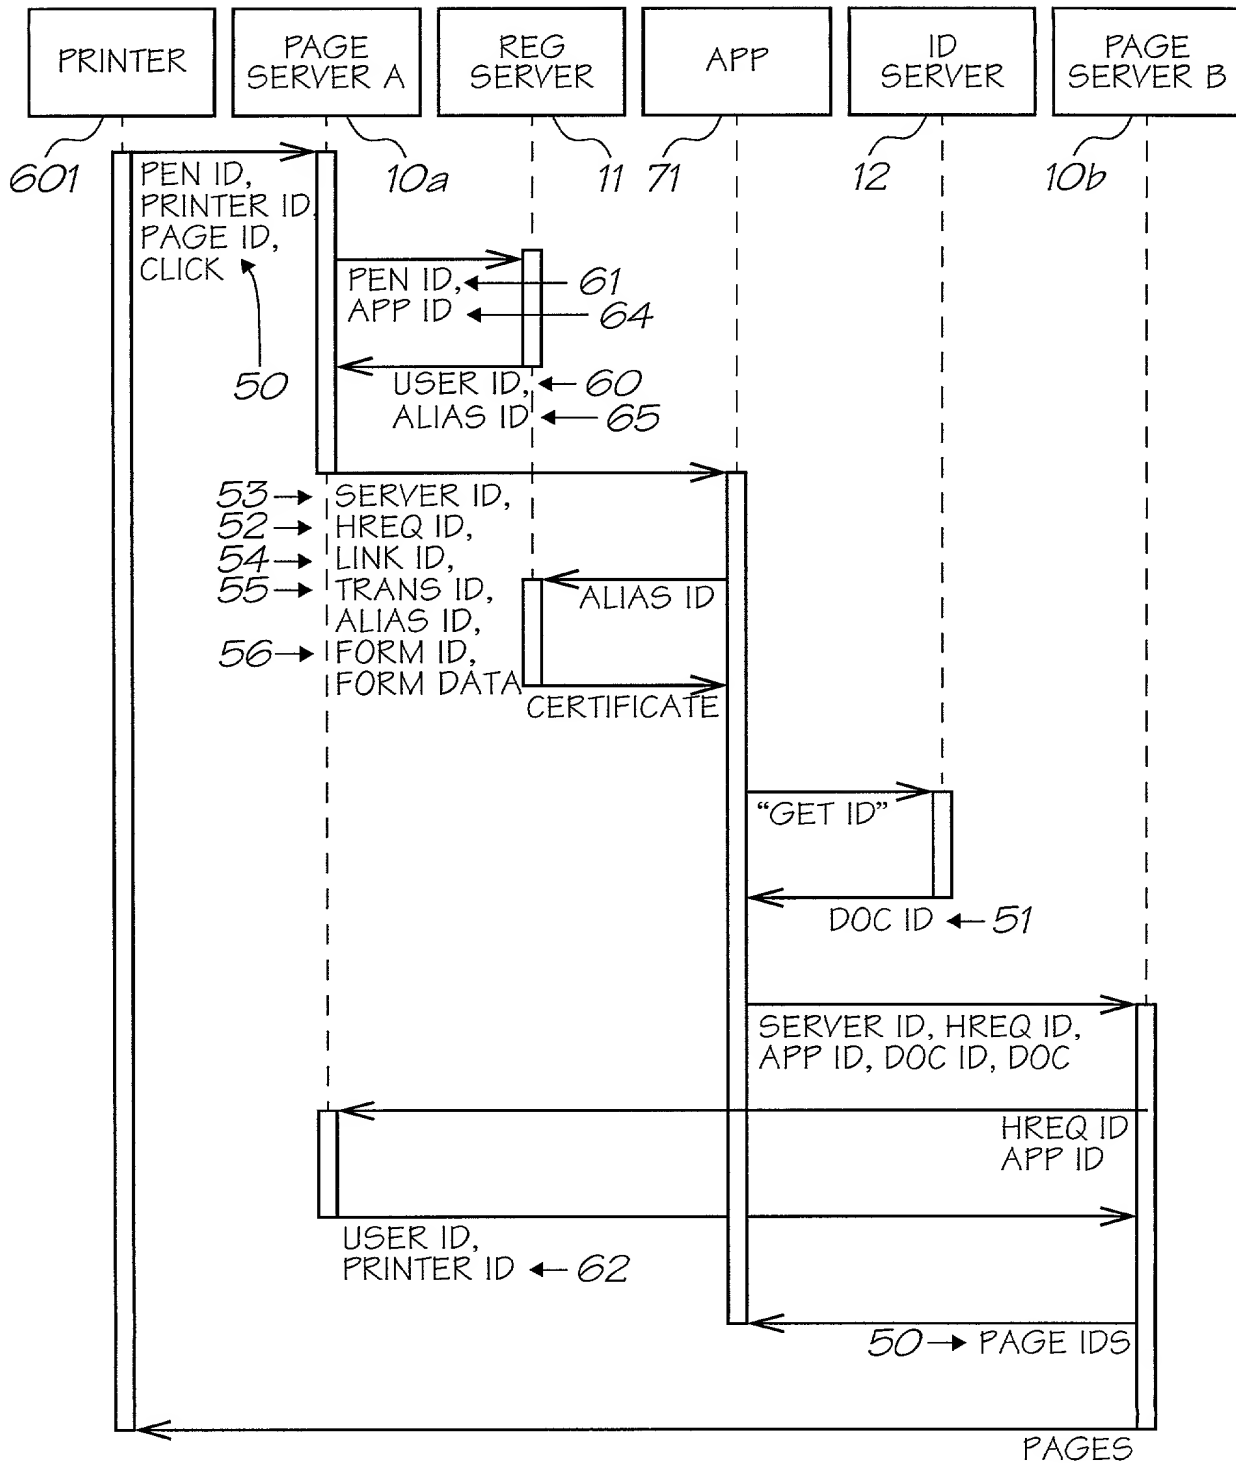 PRINTER
PAGE
SERVER A
REG
SERVER
APP
ID
SERVER
PAGE
SERVER B
601
10a
11
71
12
10b
PEN ID,
PRINTER ID,
PAGE ID,
CLICK
50
PEN ID,
61
APP ID
64
USER ID,
60
ALIAS ID
65
53
SERVER ID,
52
HREQ ID,
54
LINK ID,
55
TRANS ID,
ALIAS ID,
56
FORM ID,
FORM DATA
ALIAS ID
CERTIFICATE
“GET ID”
DOC ID
51
SERVER ID, HREQ ID,
APP ID, DOC ID, DOC
HREQ ID
APP ID
USER ID,
PRINTER ID
62
50
PAGE IDS
PAGES